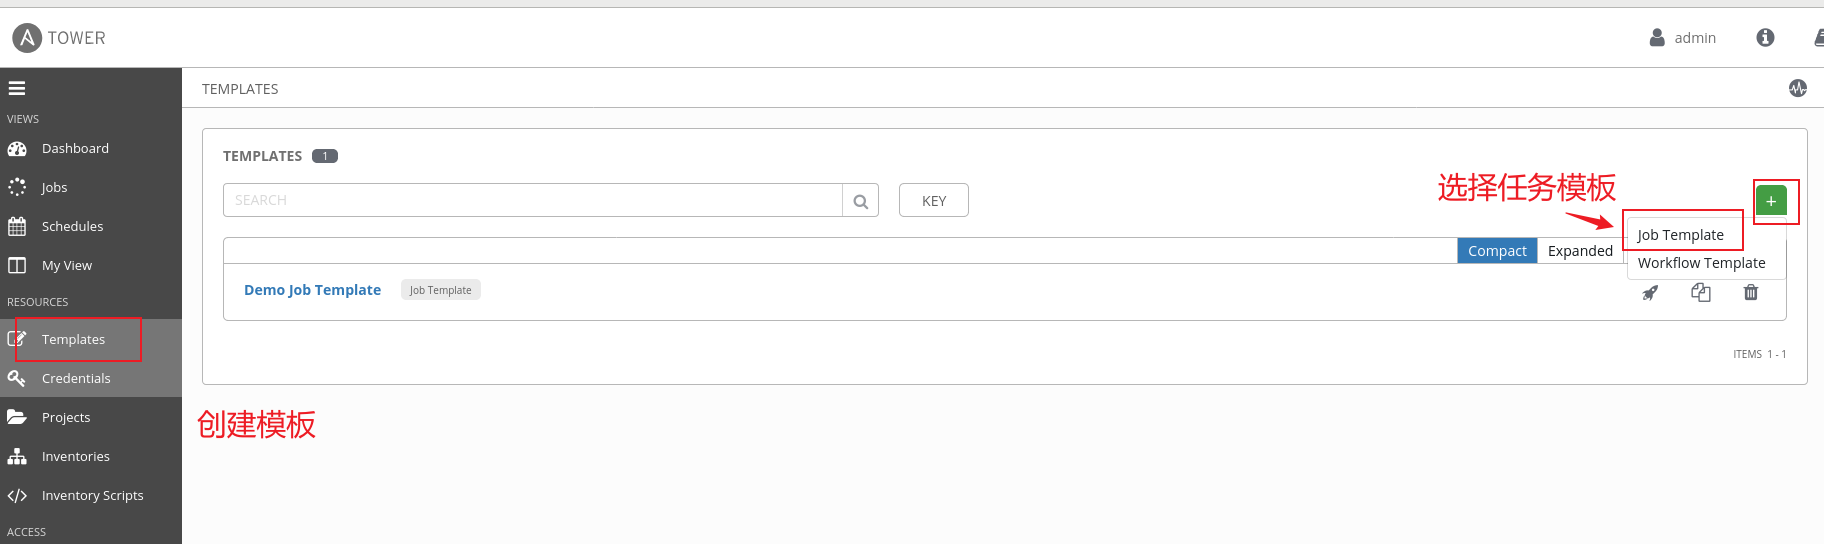 TOWER
admin
VIEWS
Dashboard
Jobs
Schedules
My View
RESOURCES
Templates
Credentials
Projects
Inventories
Inventory Scripts
ACCESS
TEMPLATES
TEMPLATES 1
SEARCH
KEY
选择任务模板
+
Job Template
Workflow Template
Compact Expanded
Demo Job Template Job Template
ITEMS 1 - 1
创建模板